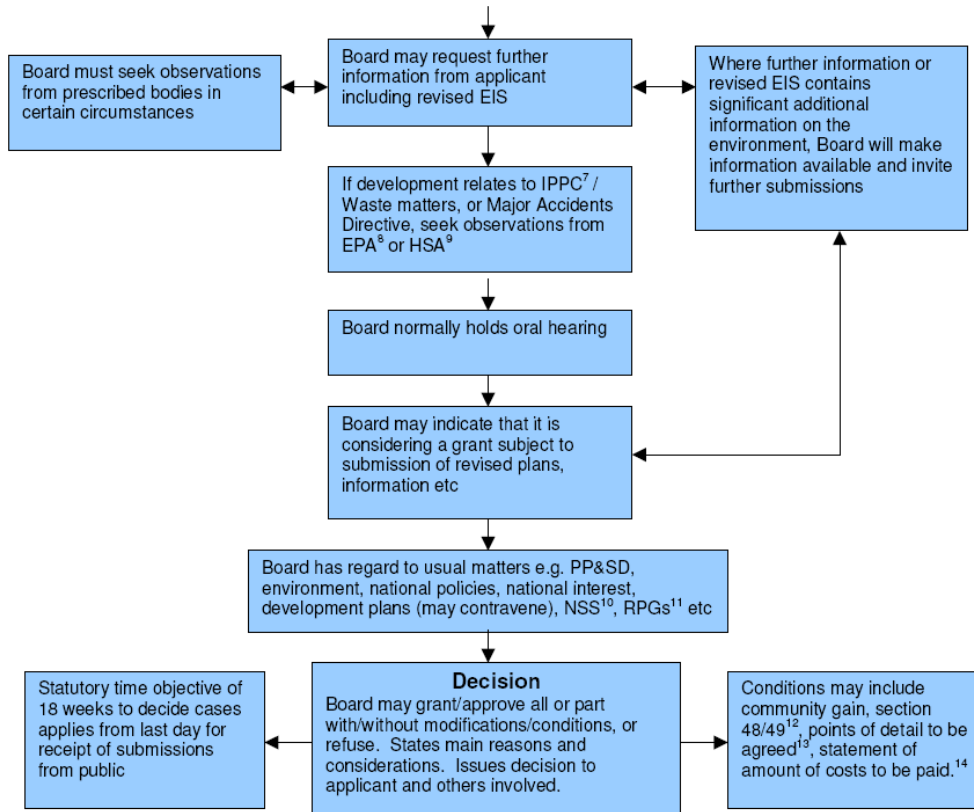 Board must seek observations
from prescribed bodies in
certain circumstances
Board may request further
information from applicant
including revised EIS
Where further information or
revised EIS contains
significant additional
information on the
environment, Board will make
information available and invite
further submissions
If development relates to IPPC⁷ /
Waste matters, or Major Accidents
Directive, seek observations from
EPA⁸ or HSA⁹
Board normally holds oral hearing
Board may indicate that it is
considering a grant subject to
submission of revised plans,
information etc
Board has regard to usual matters e.g. PP&SD,
environment, national policies, national interest,
development plans (may contravene), NSS¹⁰, RPGs¹¹ etc
Statutory time objective of
18 weeks to decide cases
applies from last day for
receipt of submissions
from public
Decision
Board may grant/approve all or part
with/without modifications/conditions, or
refuse. States main reasons and
considerations. Issues decision to
applicant and others involved.
Conditions may include
community gain, section
48/49¹², points of detail to be
agreed¹³, statement of
amount of costs to be paid.¹⁴